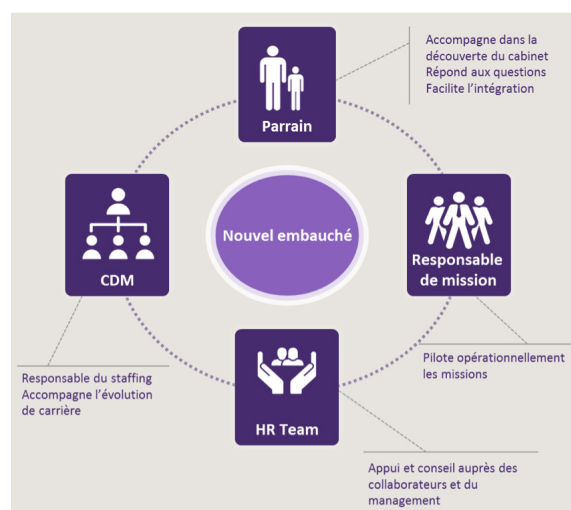 Accompagne dans la
découverte du cabinet
Répond aux questions
Facilite l'intégration
Parrain
Nouvel embauché
CDM
Responsable
de mission
Responsable du staffing
Accompagne l'évolution
de carrière
Pilote opérationnellement
les missions
HR Team
Appui et conseil auprès des
collaborateurs et du
management